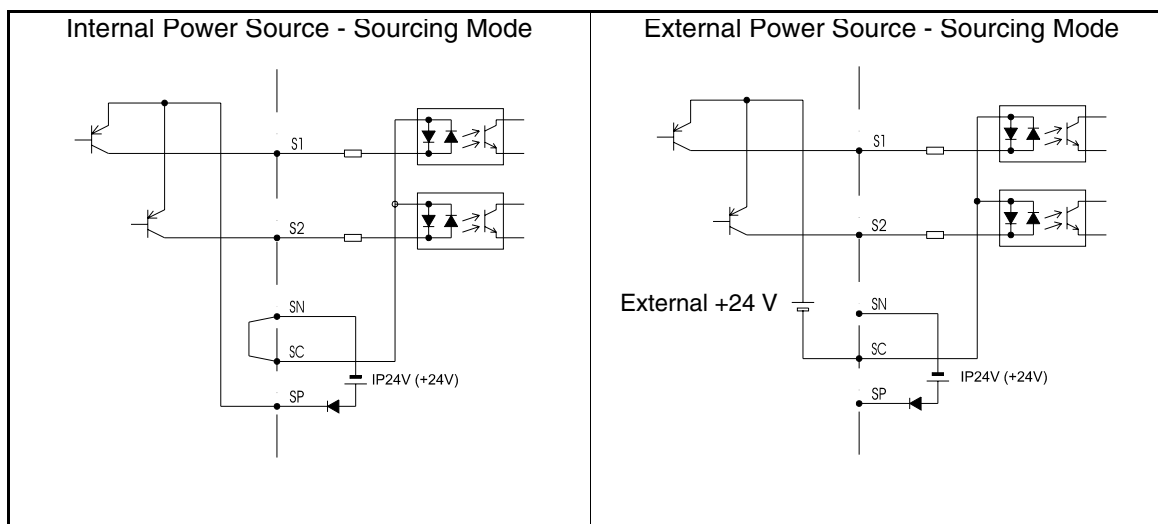 Internal Power Source - Sourcing Mode
S1
S2
SN
SC
IP24V (+24V)
SP
External Power Source - Sourcing Mode
S1
S2
External +24 V
SN
SC
IP24V (+24V)
SP